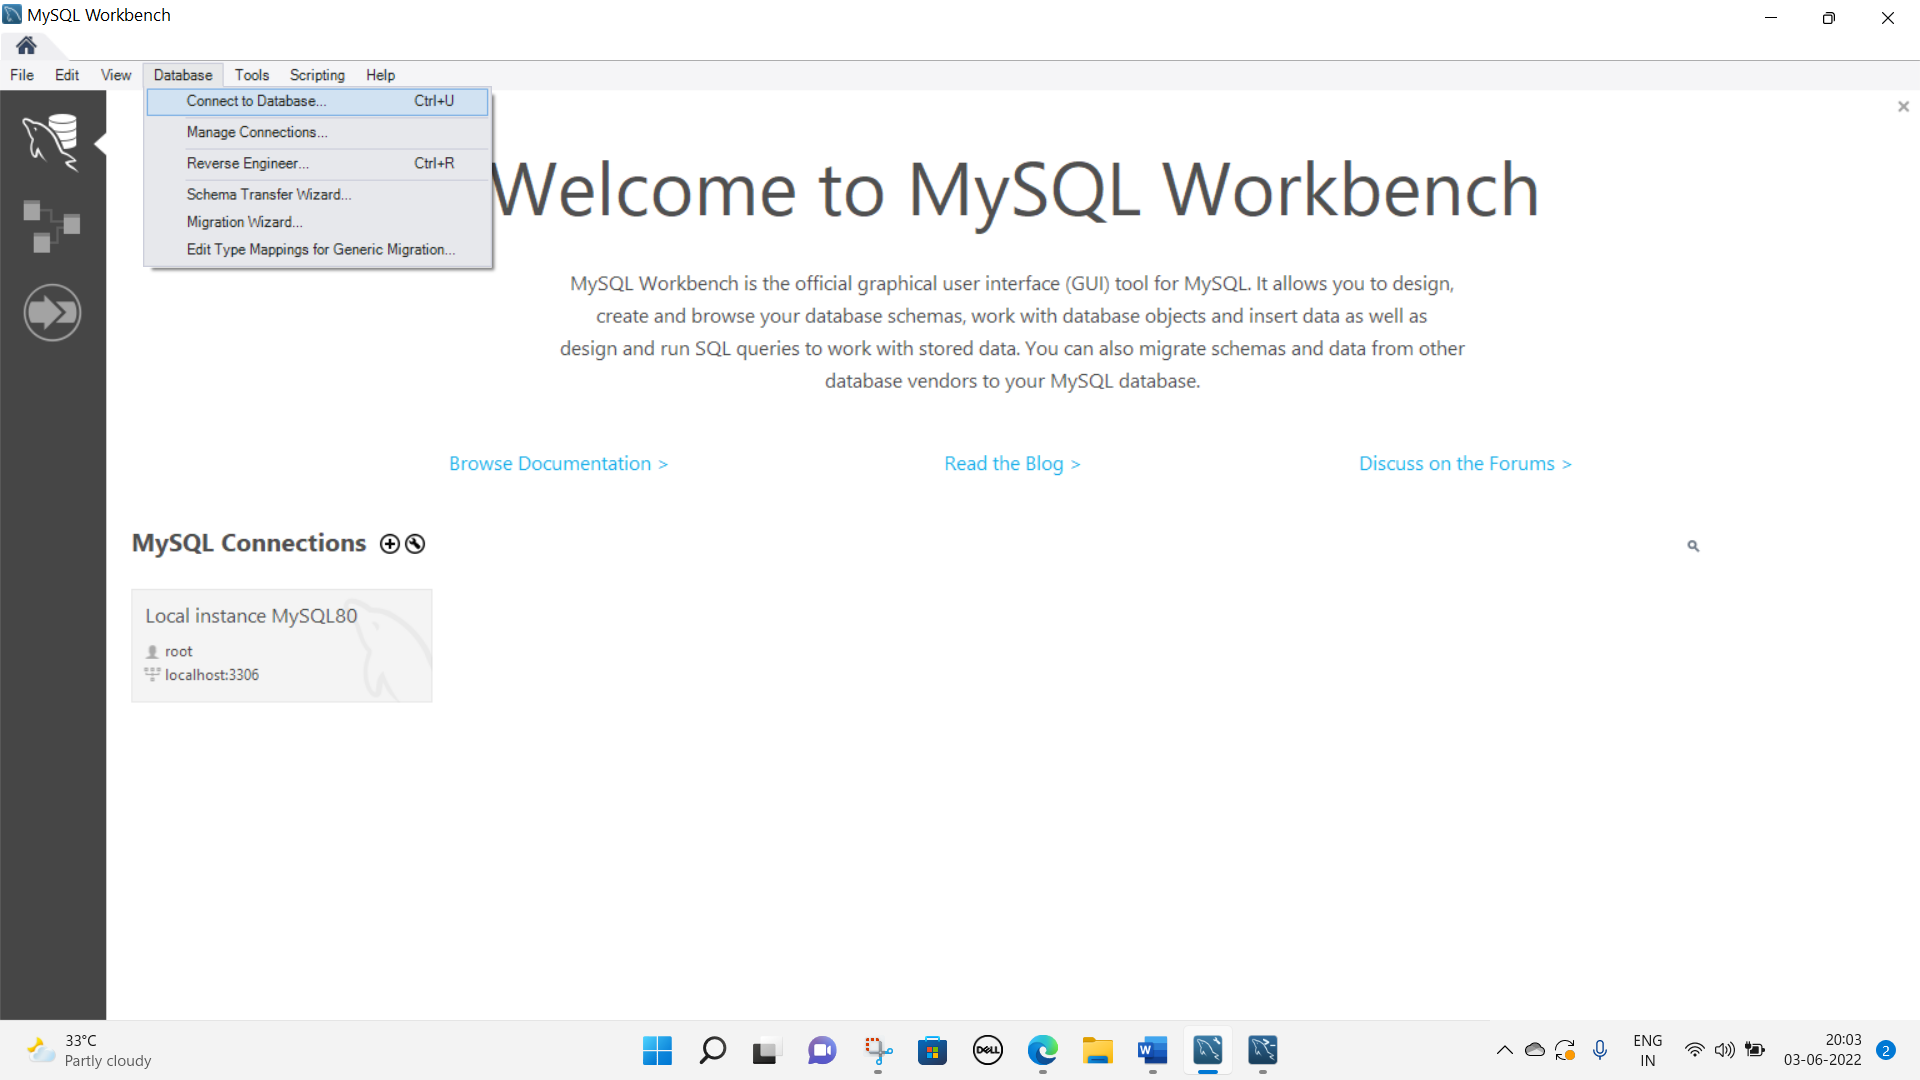 MySQL Workbench
File Edit View Database Tools Scripting Help
Connect to Database... Ctrl+U
Manage Connections...
Reverse Engineer... Ctrl+R
Schema Transfer Wizard...
Migration Wizard...
Edit Type Mappings for Generic Migration...
Welcome to MySQL Workbench
MySQL Workbench is the official graphical user interface (GUI) tool for MySQL. It allows you to design,
create and browse your database schemas, work with database objects and insert data as well as
design and run SQL queries to work with stored data. You can also migrate schemas and data from other
database vendors to your MySQL database.
Browse Documentation > Read the Blog > Discuss on the Forums >
MySQL Connections
Local instance MySQL80
root
localhost:3306
33°C
Partly cloudy
DELL
W
ENG
IN
20:03
03-06-2022
2